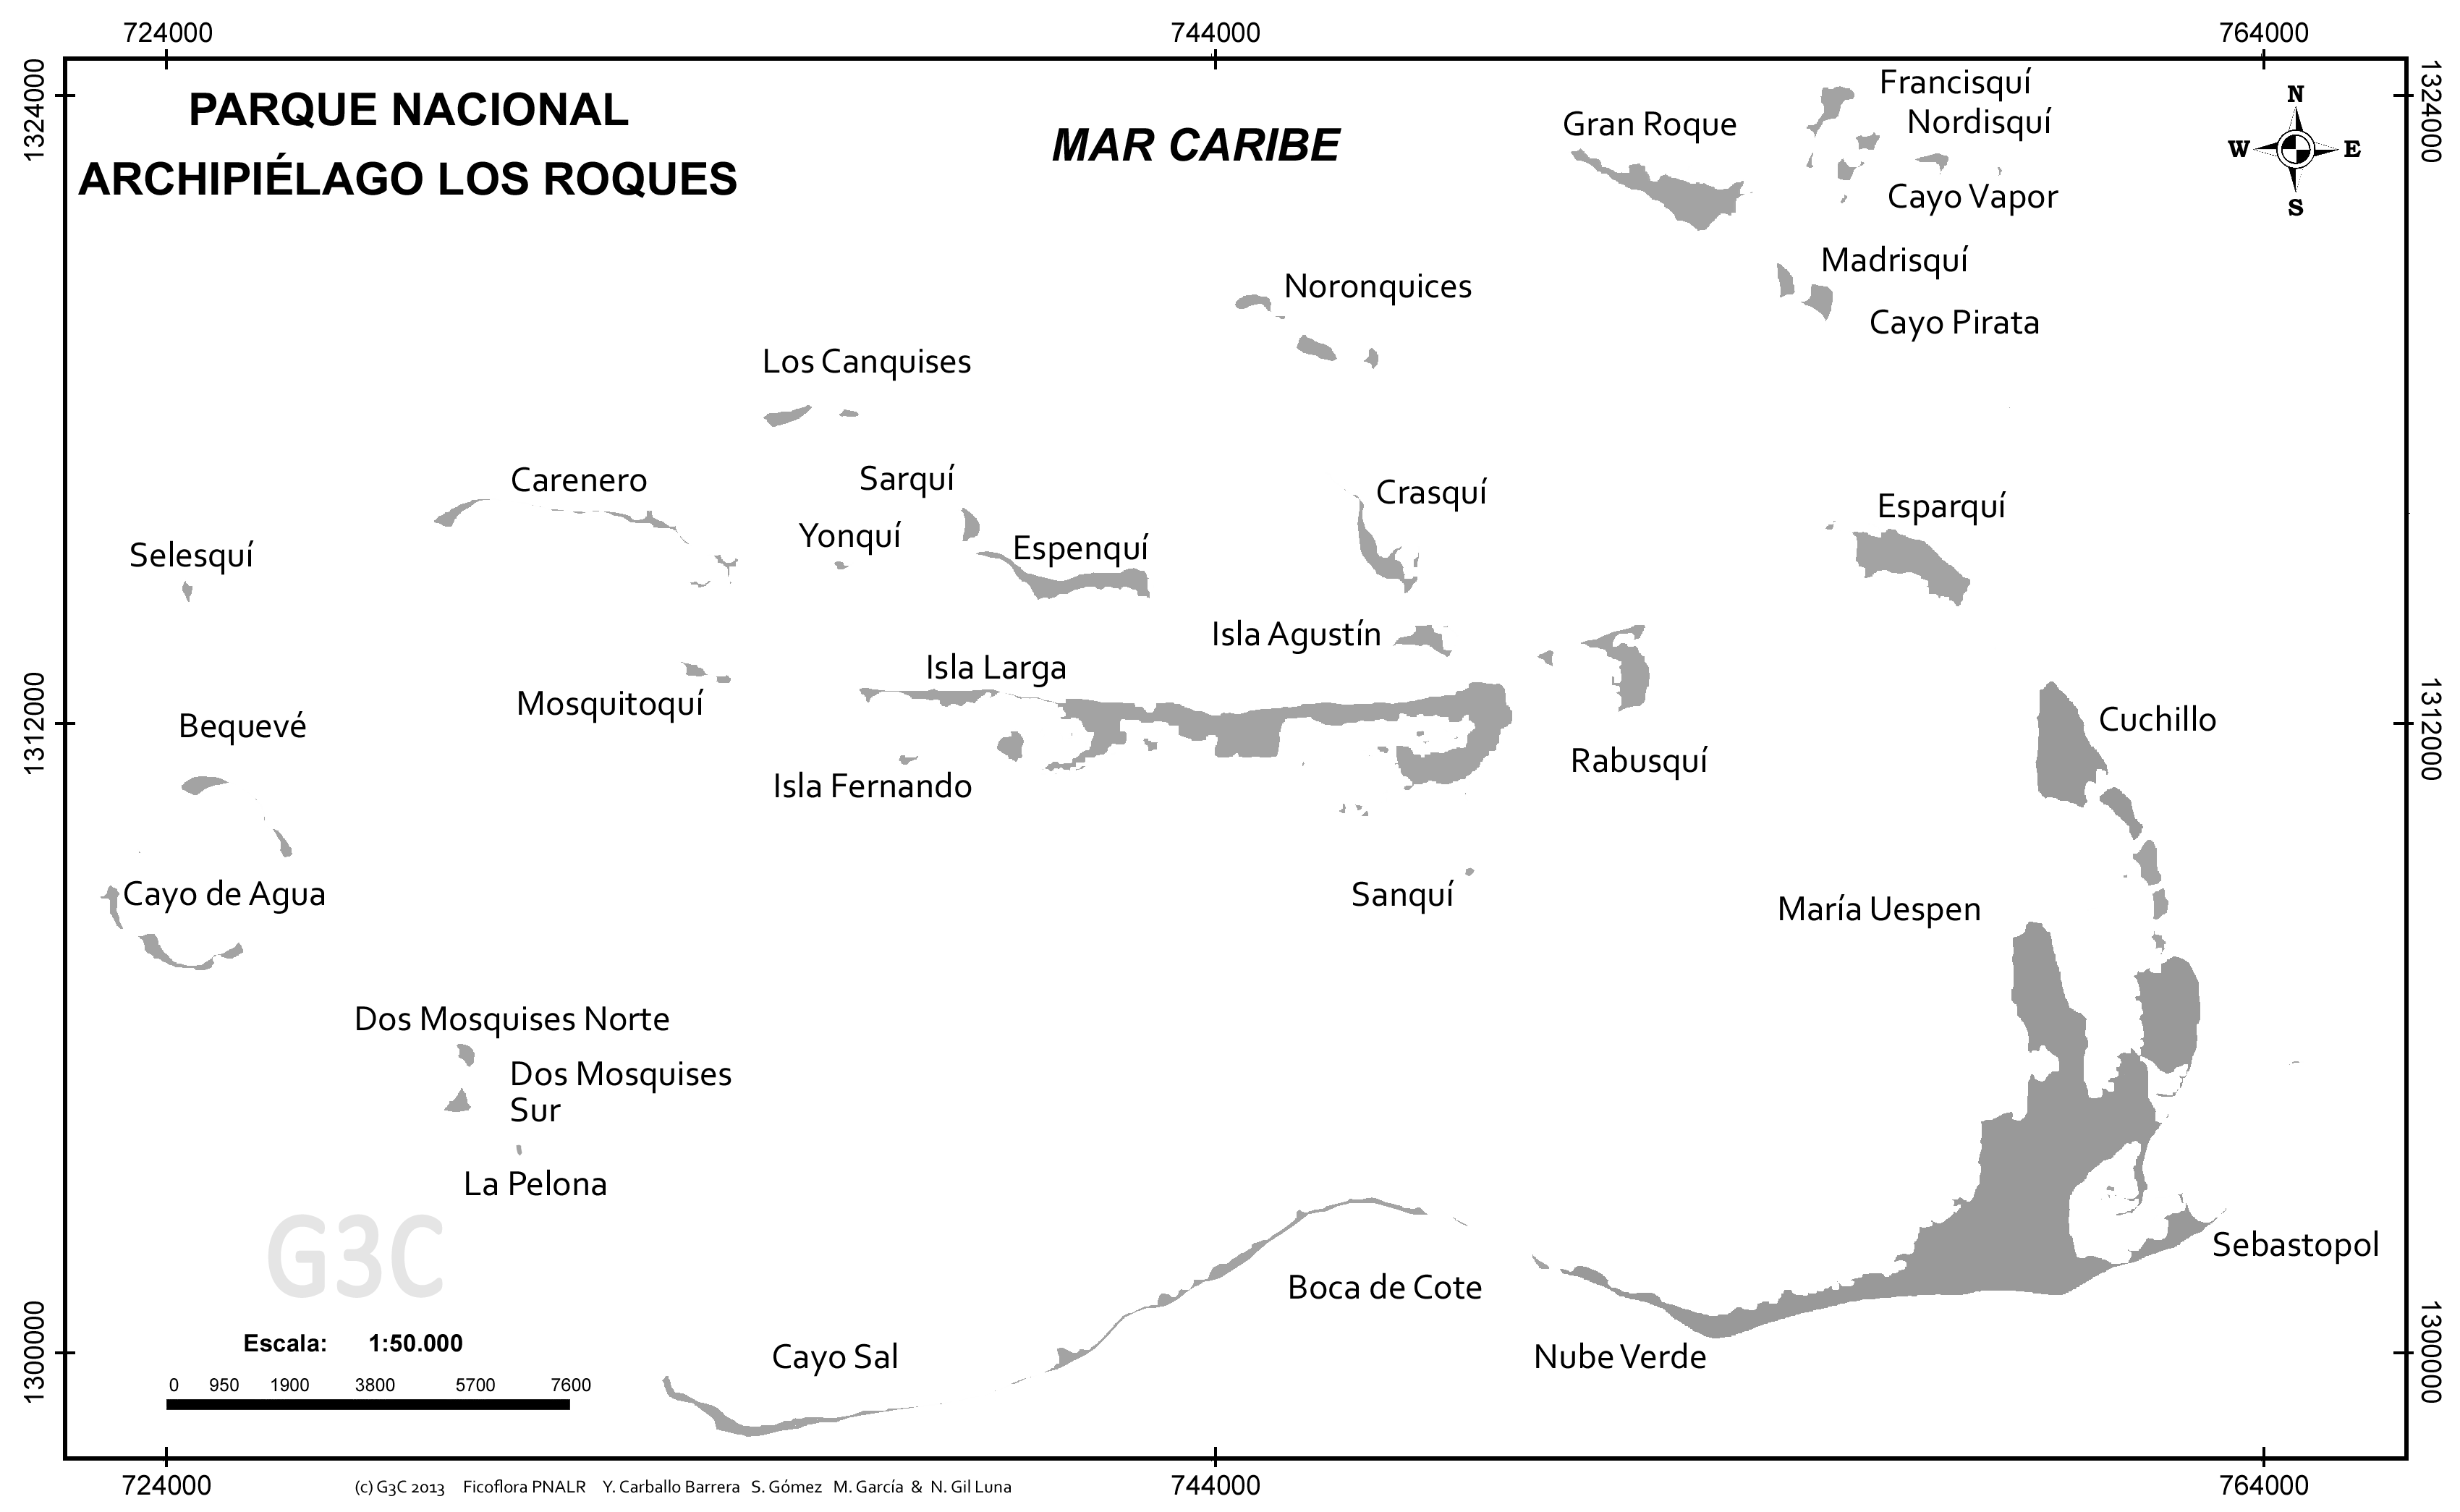 724000 744000 764000
1324000
1324000
PARQUE NACIONAL
ARCHIPIÉLAGO LOS ROQUES
MAR CARIBE
Francisquí
Gran Roque
Nordisquí
N
W E
S
Cayo Vapor
Madrisquí
Noronquices
Cayo Pirata
Los Canquises
Carenero
Sarquí
Crasquí
Esparquí
Yonquí
Espenquí
Selesquí
Isla Agustín
Isla Larga
Mosquitoquí
1312000
1312000
Bequevé
Cuchillo
Rabusquí
Isla Fernando
Cayo de Agua
Sanquí
María Uespen
Dos Mosquises Norte
Dos Mosquises
Sur
La Pelona
G3C
Sebastopol
Boca de Cote
Escala: 1:50.000
Cayo Sal
Nube Verde
1300000
1300000
0 950 1900 3800 5700 7600
724000 744000 764000
(c) G3C 2013 Ficoflora PNALR Y. Carballo Barrera S. Gómez M. García & N. Gil Luna